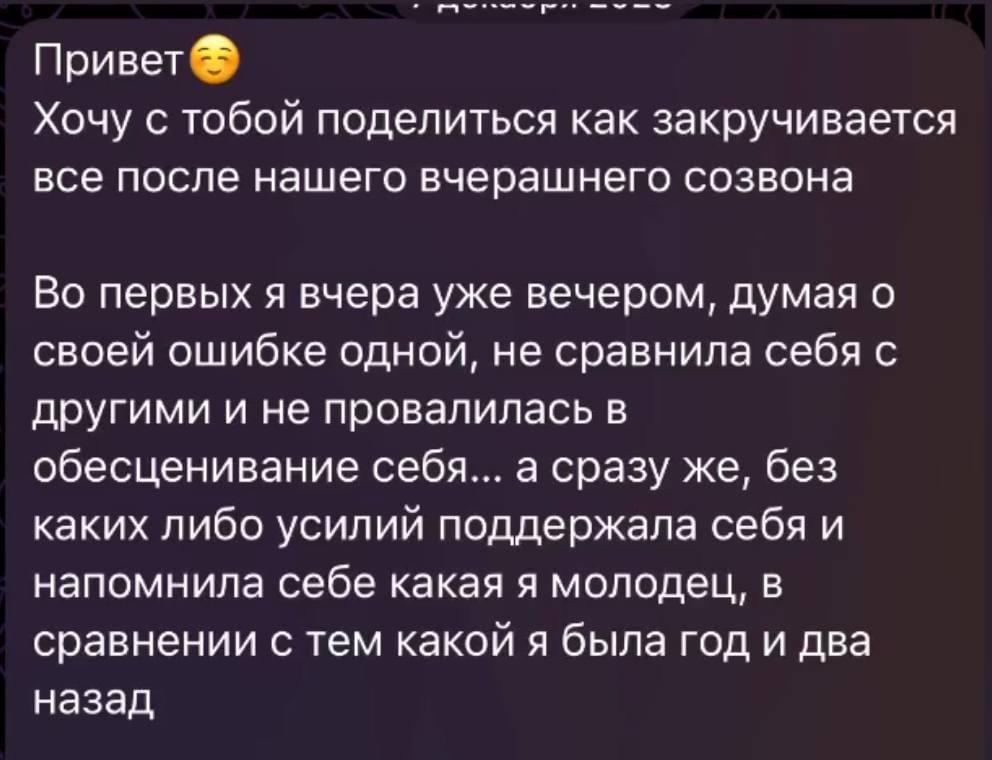 Привет☺️
Хочу с тобой поделиться как закручивается
все после нашего вчерашнего созвона
Во первых я вчера уже вечером, думая о
своей ошибке одной, не сравнила себя с
другими и не провалилась в
обесценивание себя... а сразу же, без
каких либо усилий поддержала себя и
напомнила себе какая я молодец, в
сравнении с тем какой я была год и два
назад